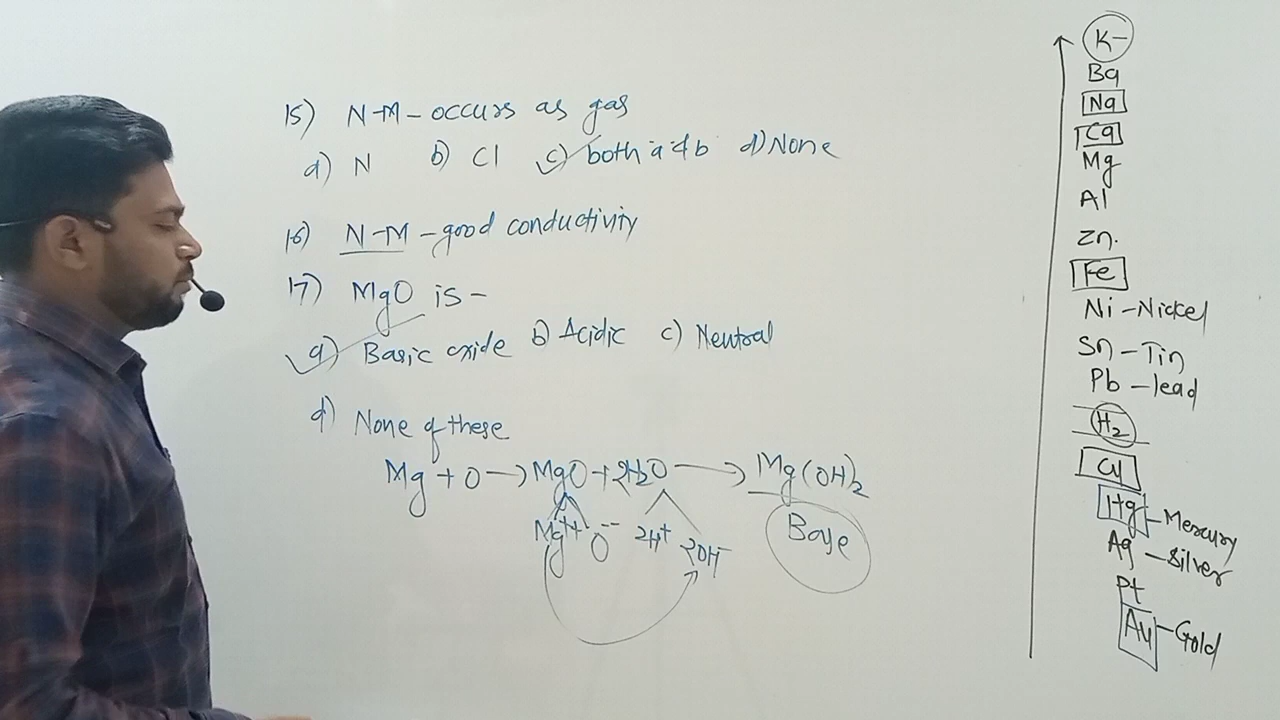 15) N-M - occurs as gas
a) N b) Cl c) both a & b d) None
16) N-M - good conductivity
17) MgO is -
a) Basic oxide b) Acidic c) Neutral
d) None of these
Mg + O → MgO + 2H2O → Mg(OH)2
Mg++ O-- 2H+ 2OH- Base
K
Ba
Na
Ca
Mg
Al
Zn.
Fe
Ni - Nickel
Sn - Tin
Pb - lead
H2
Cu
Hg - Mercury
Ag - Silver
Pt
Au - Gold